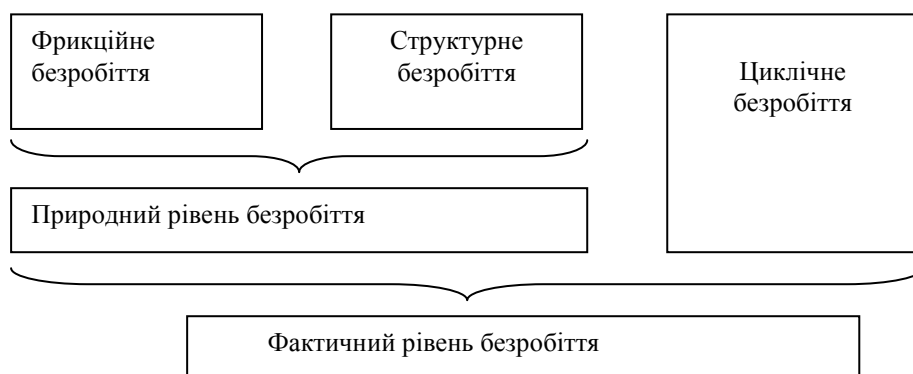 Фрикційне
безробіття
Структурне
безробіття
Циклічне
безробіття
Природний рівень безробіття
Фактичний рівень безробіття